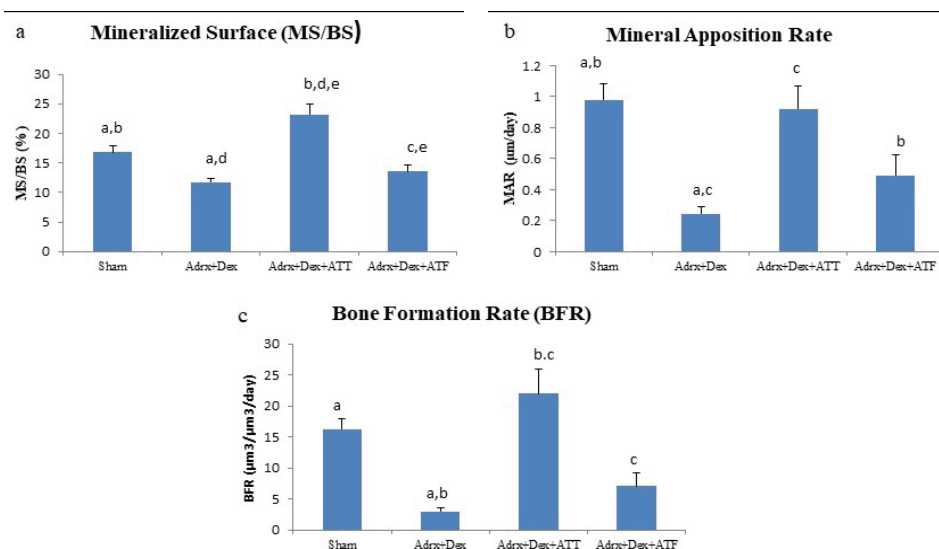 a
Mineralized Surface (MS/BS)
MS/BS (%)
30
25
20
15
10
5
0
a,b
a,d
b,d,e
c,e
Sham
Adrx+Dex
Adrx+Dex+ATT
Adrx+Dex+ATF
b
Mineral Apposition Rate
MAR (µm/day)
1.2
1
0.8
0.6
0.4
0.2
0
a,b
a,c
c
b
Sham
Adrx+Dex
Adrx+Dex+ATT
Adrx+Dex+ATF
c
Bone Formation Rate (BFR)
BFR (µm3/µm3/day)
30
25
20
15
10
5
0
a
a,b
b.c
c
Sham
Adrx+Dex
Adrx+Dex+ATT
Adrx+Dex+ATF